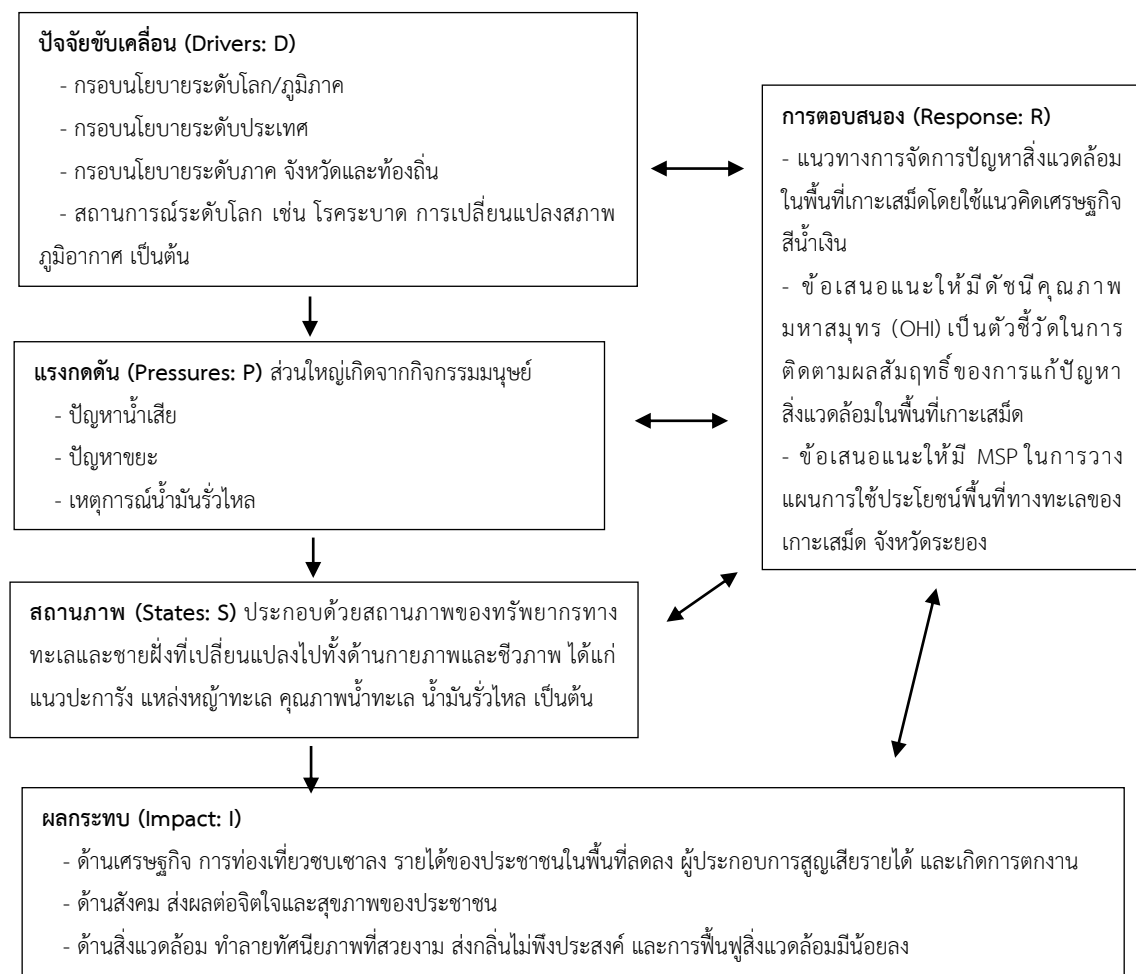 ปัจจัยขับเคลื่อน (Drivers: D)
- กรอบนโยบายระดับโลก/ภูมิภาค
- กรอบนโยบายระดับประเทศ
- กรอบนโยบายระดับภาค จังหวัดและท้องถิ่น
- สถานการณ์ระดับโลก เช่น โรคระบาด การเปลี่ยนแปลงสภาพ
ภูมิอากาศ เป็นต้น
การตอบสนอง (Response: R)
- แนวทางการจัดการปัญหาสิ่งแวดล้อม
ในพื้นที่เกาะเสม็ดโดยใช้แนวคิดเศรษฐกิจ
สีน้ำเงิน
- ข้อเสนอแนะให้มีดัชนีคุณภาพ
มหาสมุทร (OHI) เป็นตัวชี้วัดในการ
ติดตามผลสัมฤทธิ์ของการแก้ปัญหา
สิ่งแวดล้อมในพื้นที่เกาะเสม็ด
- ข้อเสนอแนะให้มี MSP ในการวาง
แผนการใช้ประโยชน์พื้นที่ทางทะเลของ
เกาะเสม็ด จังหวัดระยอง
แรงกดดัน (Pressures: P) ส่วนใหญ่เกิดจากกิจกรรมมนุษย์
- ปัญหาน้ำเสีย
- ปัญหาขยะ
- เหตุการณ์น้ำมันรั่วไหล
สถานภาพ (States: S) ประกอบด้วยสถานภาพของทรัพยากรทาง
ทะเลและชายฝั่งที่เปลี่ยนแปลงไปทั้งด้านกายภาพและชีวภาพ ได้แก่
แนวปะการัง แหล่งหญ้าทะเล คุณภาพน้ำทะเล น้ำมันรั่วไหล เป็นต้น
ผลกระทบ (Impact: I)
- ด้านเศรษฐกิจ การท่องเที่ยวซบเซาลง รายได้ของประชาชนในพื้นที่ลดลง ผู้ประกอบการสูญเสียรายได้ และเกิดการตกงาน
- ด้านสังคม ส่งผลต่อจิตใจและสุขภาพของประชาชน
- ด้านสิ่งแวดล้อม ทำลายทัศนียภาพที่สวยงาม ส่งกลิ่นไม่พึงประสงค์ และการฟื้นฟูสิ่งแวดล้อมมีน้อยลง